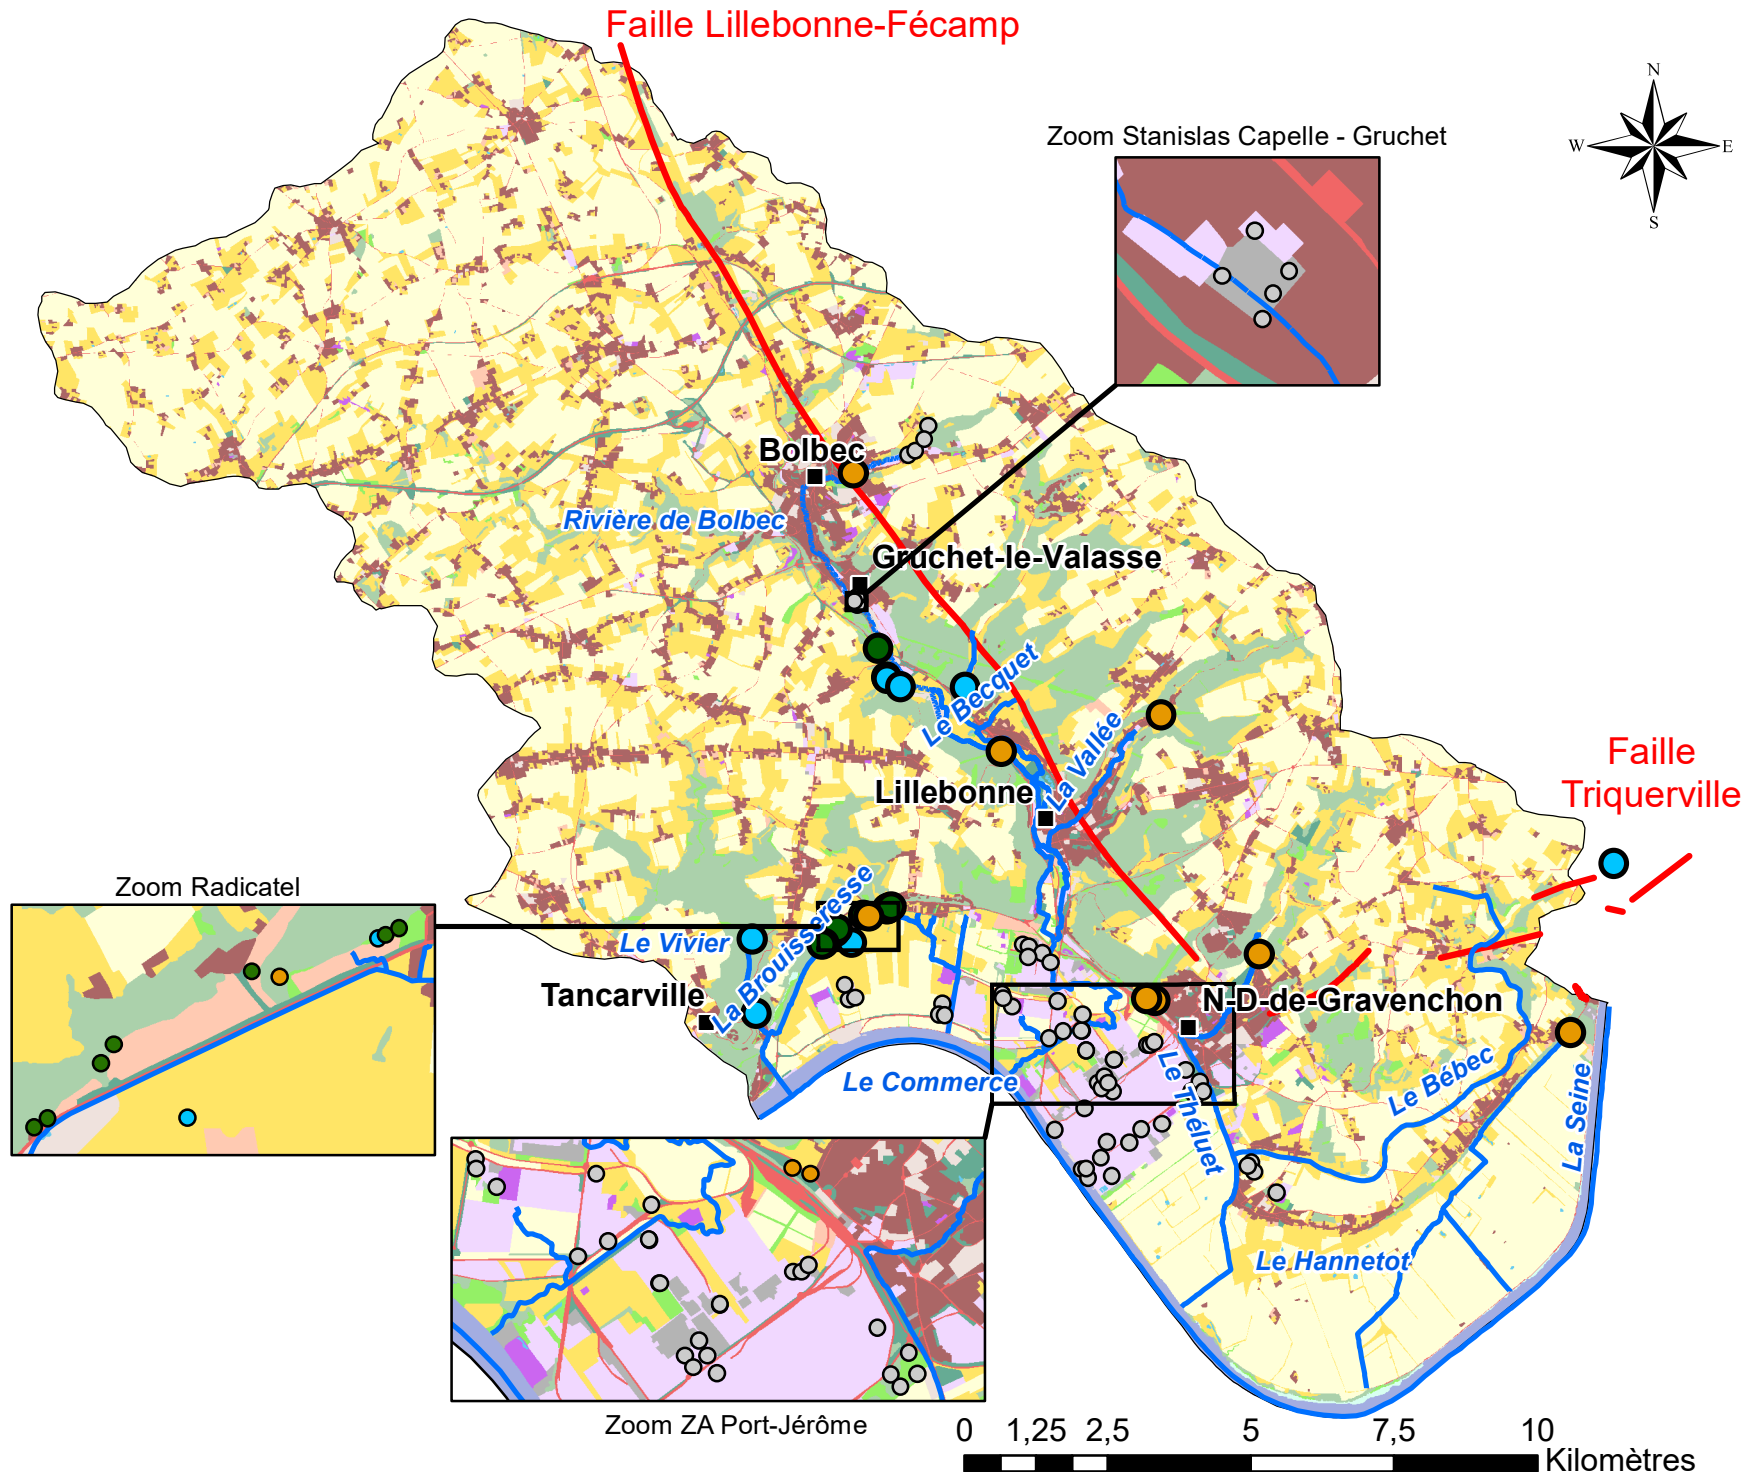 Faille Lillebonne-Fécamp
N
W
E
S
Zoom Stanislas Capelle - Gruchet
Bolbec
Rivière de Bolbec
Gruchet-le-Valasse
Le Becquet
La Vallée
Lillebonne
Faille
Triquerville
Zoom Radicatel
La Brouisseresse
Le Vivier
Tancarville
N-D-de-Gravenchon
Le Commerce
Le Théluet
Le Bébec
La Seine
Le Hannetot
Zoom ZA Port-Jérôme
0 1,25 2,5 5 7,5 10
Kilomètres